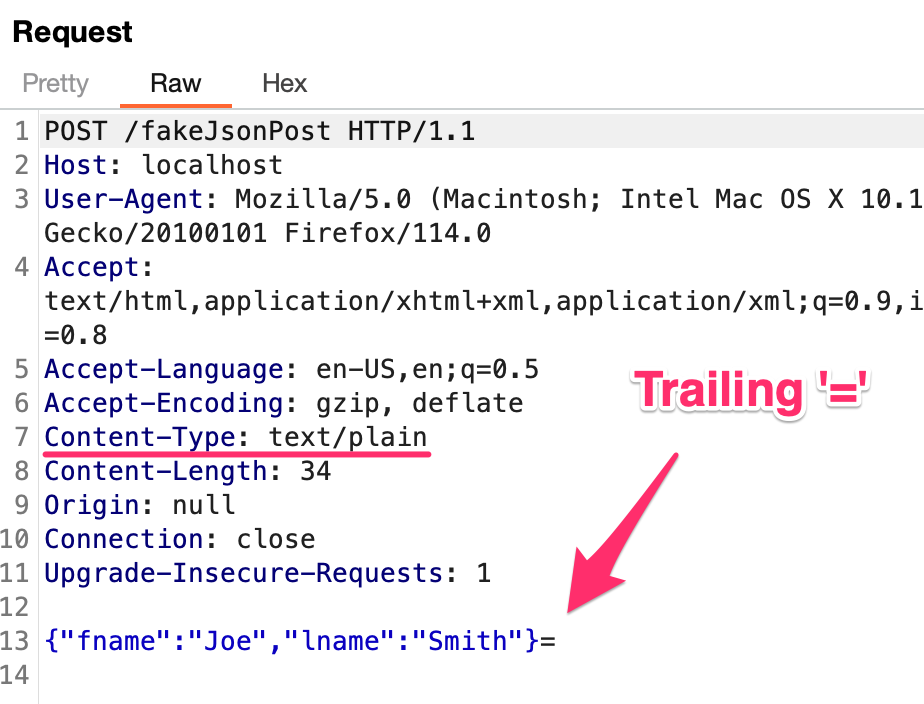 Request
Pretty Raw Hex
1 POST /fakeJsonPost HTTP/1.1
2 Host: localhost
3 User-Agent: Mozilla/5.0 (Macintosh; Intel Mac OS X 10.1
Gecko/20100101 Firefox/114.0
4 Accept:
text/html,application/xhtml+xml,application/xml;q=0.9,i
=0.8
5 Accept-Language: en-US,en;q=0.5
Trailing '='
6 Accept-Encoding: gzip, deflate
7 Content-Type: text/plain
8 Content-Length: 34
9 Origin: null
10 Connection: close
11 Upgrade-Insecure-Requests: 1
12
13 {"fname":"Joe","lname":"Smith"}=
14